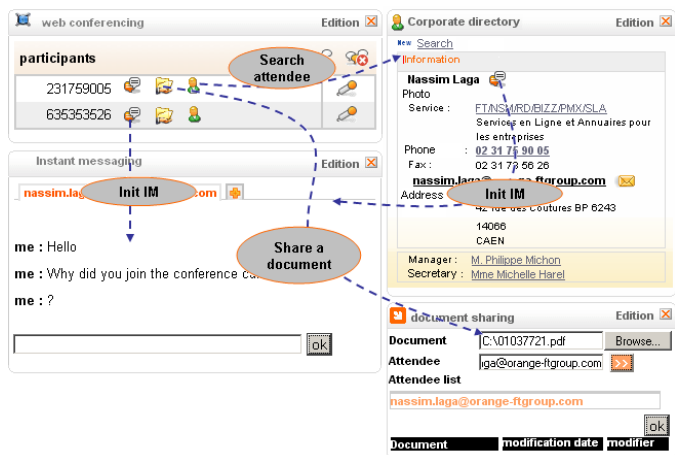 web conferencing
Edition
participants
231759005
635353526
Search
attendee
Corporate directory
Edition
New Search
Information
Nassim Laga
Photo
Service : FT/NSM/RD/BIZZ/PMX/SLA
Services en Ligne et Annuaires pour
les entreprises
Phone : 02 31 75 90 05
Fax : 02 31 73 56 26
nassim.laga@orange-ftgroup.com
Address
42 rue des Coutures BP 6243
14066
CAEN
Manager : M. Philippe Michon
Secretary : Mme Michelle Harel
Init IM
Instant messaging
Edition
nassim.lag
com
Init IM
me : Hello
me : Why did you join the conference
me : ?
ok
Share a
document
document sharing
Edition
Document C:\01037721.pdf Browse...
Attendee iga@orange-ftgroup.com >>
Attendee list
nassim.laga@orange-ftgroup.com
ok
Document modification date modifier